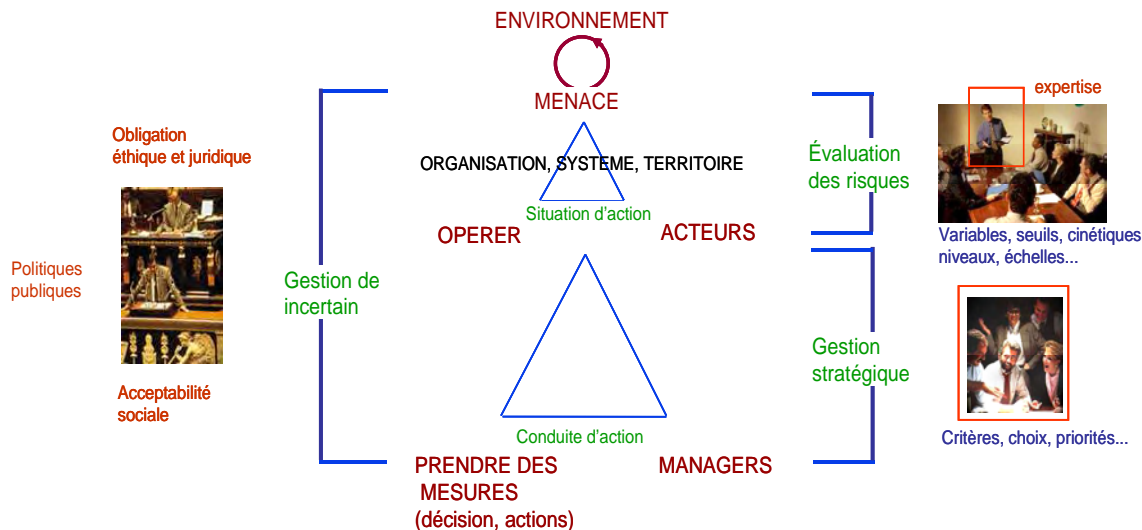 ENVIRONNEMENT
MENACE
ORGANISATION, SYSTEME, TERRITOIRE
Situation d'action
OPERER
ACTEURS
Conduite d'action
PRENDRE DES
MESURES
(décision, actions)
MANAGERS
Politiques
publiques
Obligation
éthique et juridique
Acceptabilité
sociale
Gestion de
incertain
Évaluation
des risques
Gestion
stratégique
expertise
Variables, seuils, cinétiques
niveaux, échelles...
Critères, choix, priorités...